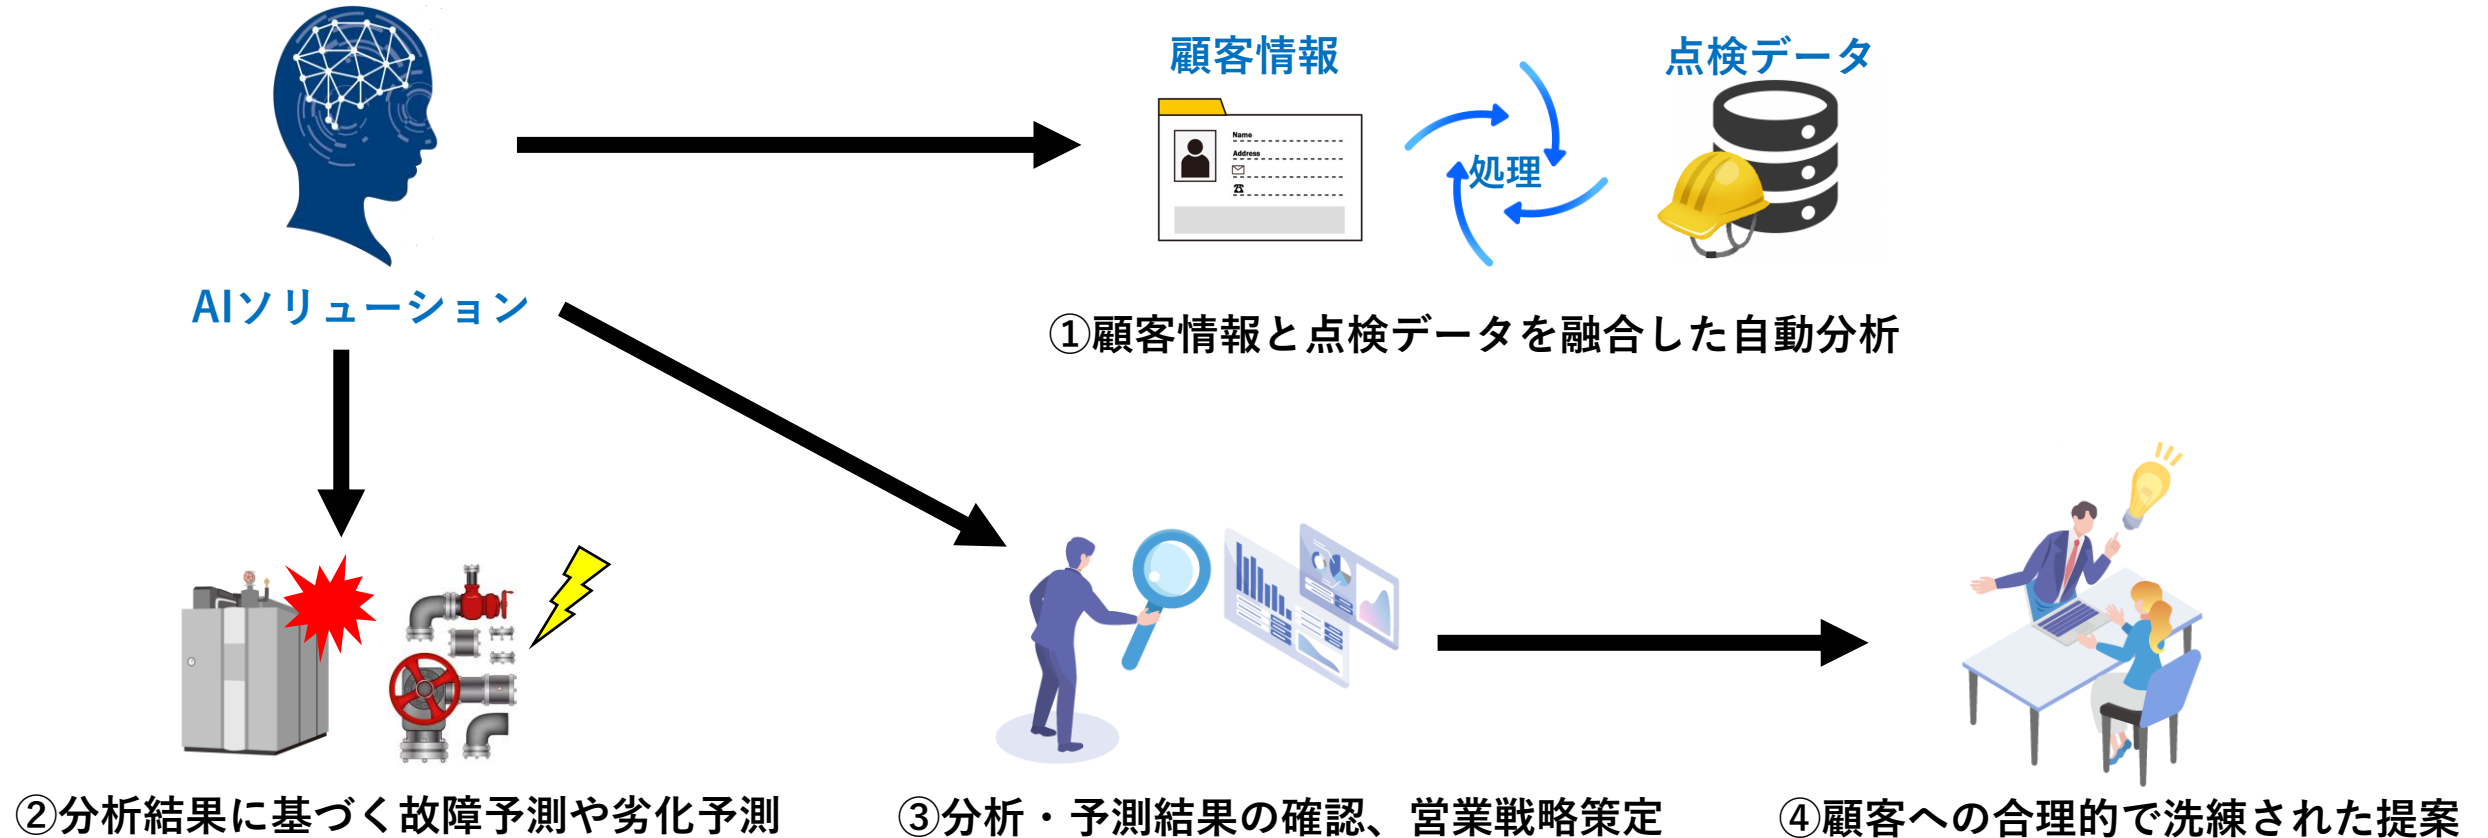 顧客情報
点検データ
Name
Address
処理
AIソリューション
①顧客情報と点検データを融合した自動分析
②分析結果に基づく故障予測や劣化予測
③分析・予測結果の確認、営業戦略策定
④顧客への合理的で洗練された提案